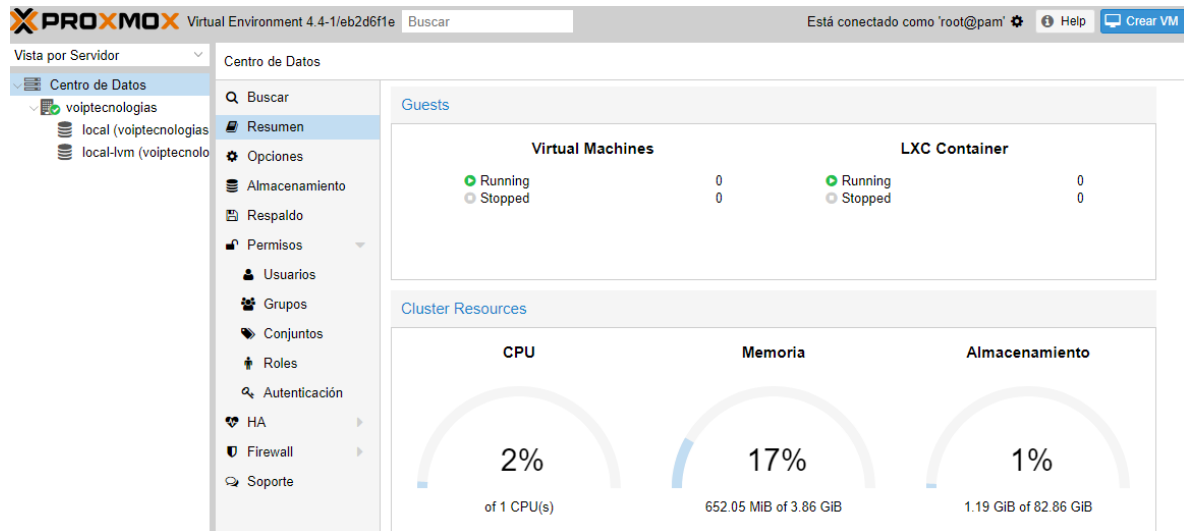 PROXMOX Virtual Environment 4.4-1/eb2d6f1e Buscar Está conectado como 'root@pam' Help Crear VM
Vista por Servidor
Centro de Datos
voiptecnologias
local (voiptecnologias
local-lvm (voiptecnolo
Centro de Datos
Buscar
Resumen
Opciones
Almacenamiento
Respaldo
Permisos
Usuarios
Grupos
Conjuntos
Roles
Autenticación
HA
Firewall
Soporte
Guests
Virtual Machines
Running 0
Stopped 0
LXC Container
Running 0
Stopped 0
Cluster Resources
CPU
2%
of 1 CPU(s)
Memoria
17%
652.05 MiB of 3.86 GiB
Almacenamiento
1%
1.19 GiB of 82.86 GiB